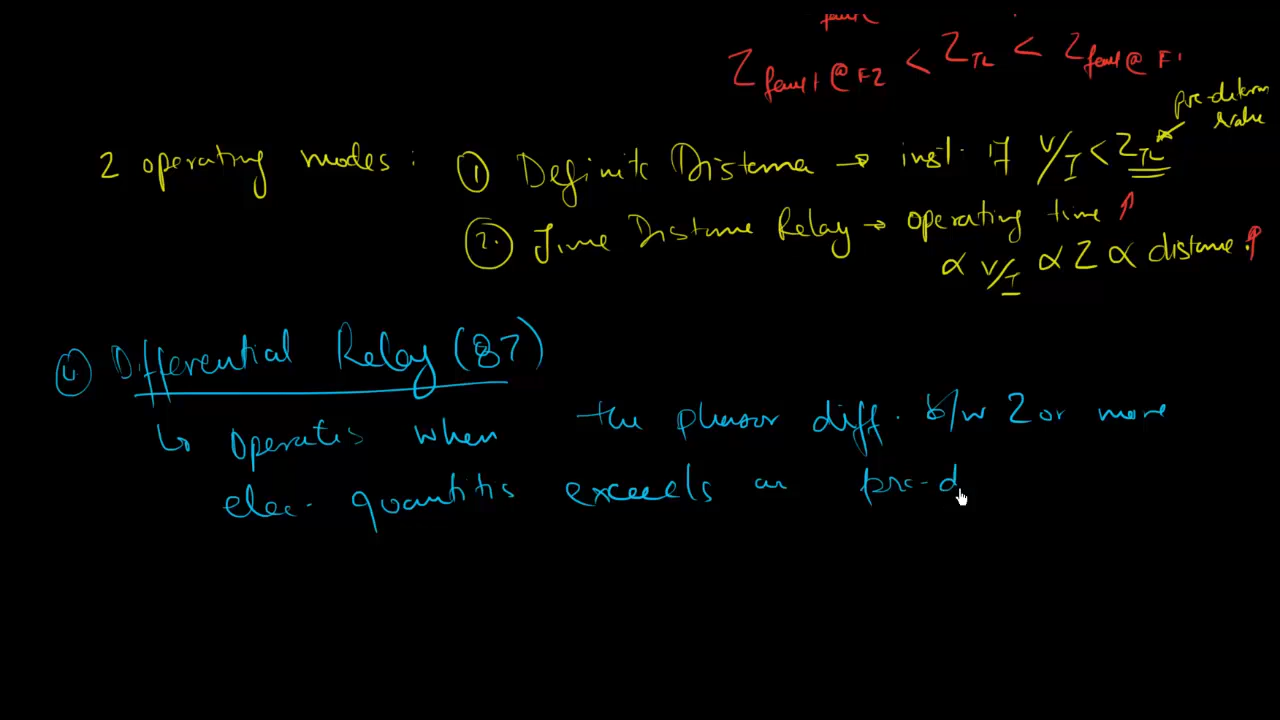 Z fault @ F2 < Z TL < Z fault @ F1
pre-determ
value
2 operating modes : ① Definite Distance → inst. if V/I < Z TL
② Time Distance Relay → operating time ↑
∝ V/I ∝ Z ∝ distance. ↑
④ Differential Relay (87)
↳ operates when the phasor diff. b/w 2 or more
elec. quantities exceeds a pre-d